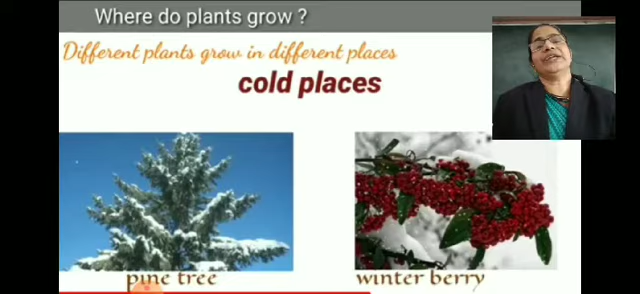 Where do plants grow ?
Different plants grow in different places
cold places
pine tree
winter berry